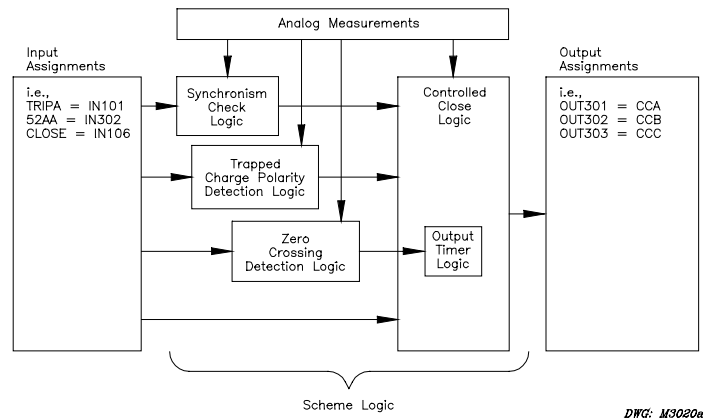 Analog Measurements
Input
Assignments
i.e.,
TRIPA = IN101
52AA = IN302
CLOSE = IN106
Synchronism
Check
Logic
Trapped
Charge Polarity
Detection Logic
Zero
Crossing
Detection Logic
Controlled
Close
Logic
Output
Timer
Logic
Output
Assignments
i.e.,
OUT301 = CCA
OUT302 = CCB
OUT303 = CCC
Scheme Logic
DWG: M3020a